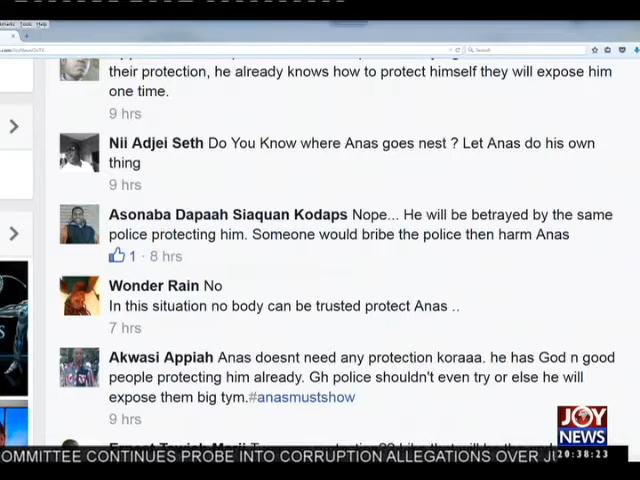 Tools Help
Search
their protection, he already knows how to protect himself they will expose him
one time.
9 hrs
Nii Adjei Seth Do You Know where Anas goes nest ? Let Anas do his own
thing
9 hrs
Asonaba Dapaah Siaquan Kodaps Nope... He will be betrayed by the same
police protecting him. Someone would bribe the police then harm Anas
1 · 8 hrs
Wonder Rain No
In this situation no body can be trusted protect Anas ..
7 hrs
Akwasi Appiah Anas doesnt need any protection koraa. he has God n good
people protecting him already. Gh police shouldn't even try or else he will
expose them big tym.#anasmustshow
9 hrs
JOY
NEWS
20:38:23
OMMITTEE CONTINUES PROBE INTO CORRUPTION ALLEGATIONS OVER